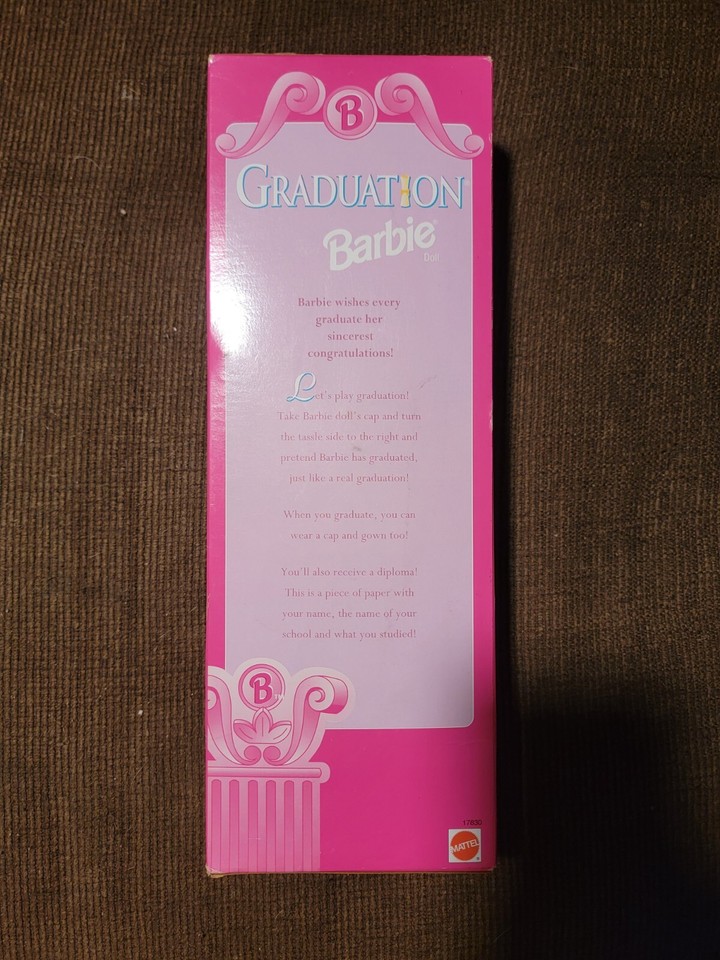 B
GRADUATION
Barbie®
Doll
Barbie wishes every
graduate her
sincerest
congratulations!
Let's play graduation!
Take Barbie doll's cap and turn
the tassle side to the right and
pretend Barbie has graduated,
just like a real graduation!
When you graduate, you can
wear a cap and gown too!
You'll also receive a diploma!
This is a piece of paper with
your name, the name of your
school and what you studied!
B
17830
MATTEL